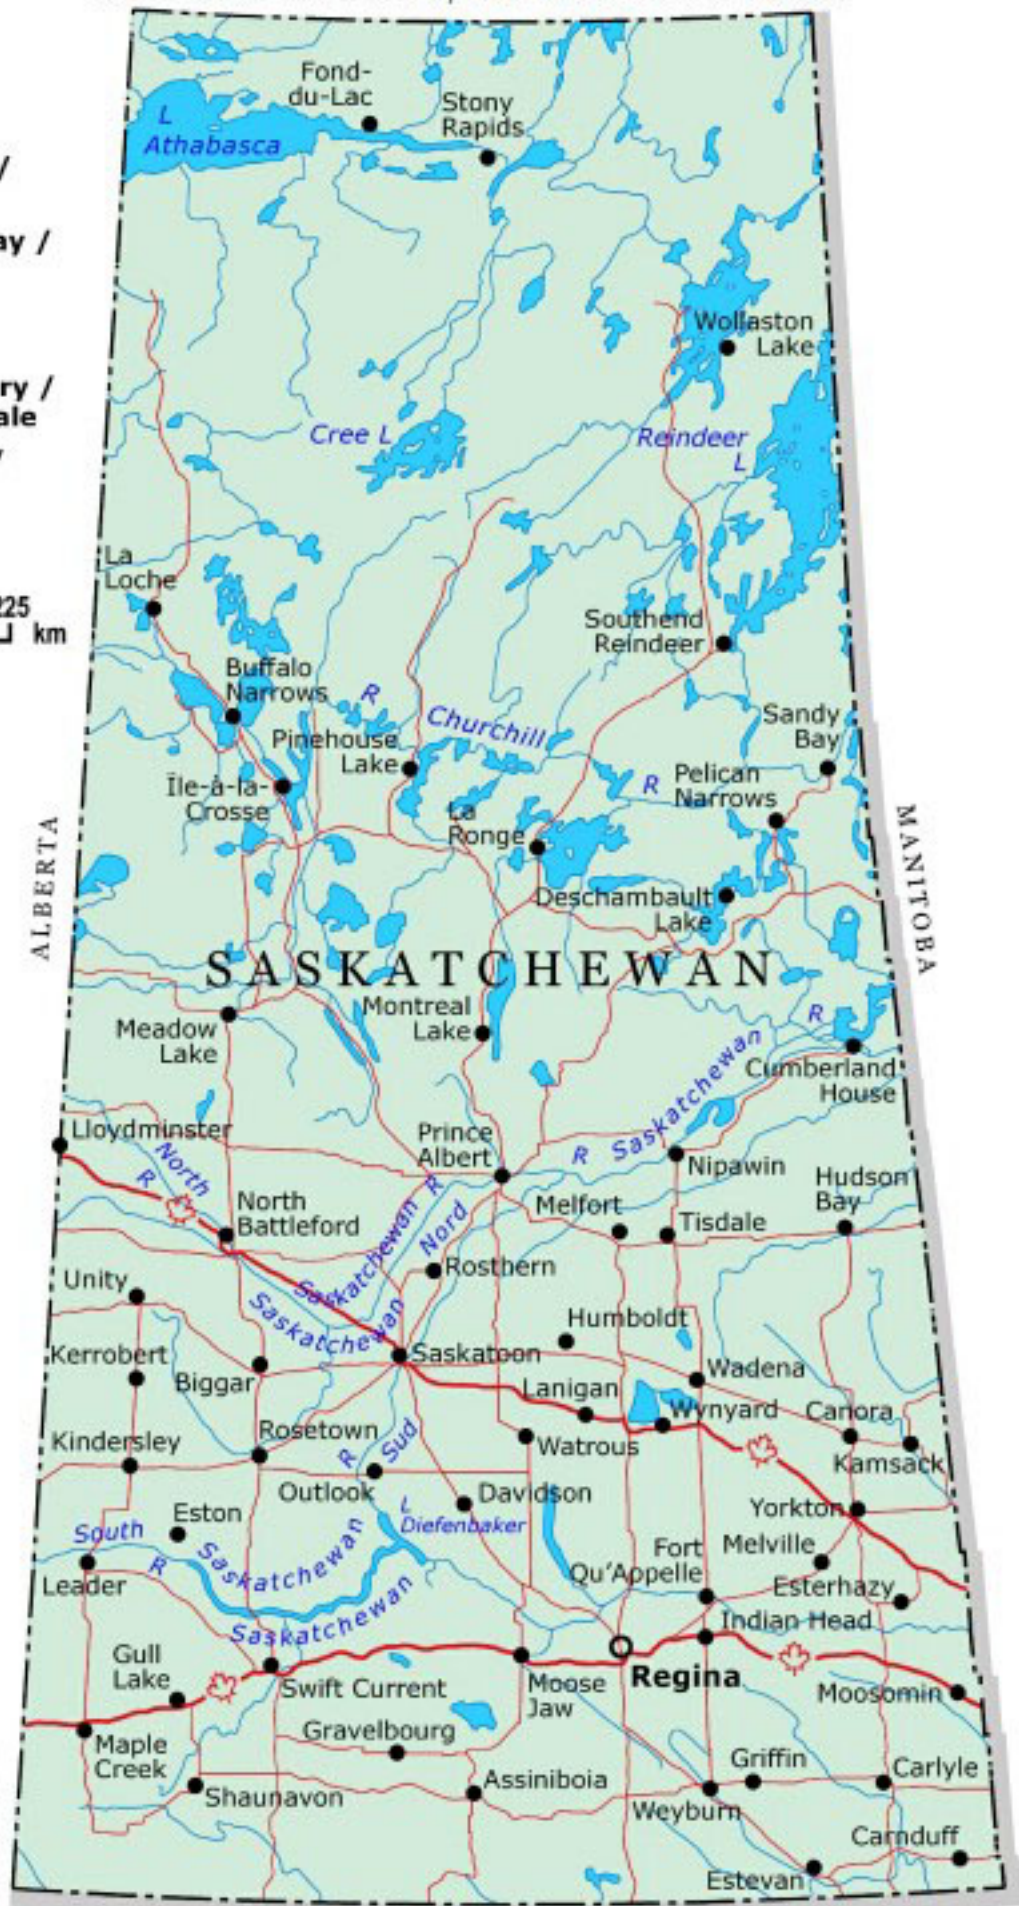 /
ay /
ry /
ale
225
km
Fond-
du-Lac
Stony
Rapids
L
Athabasca
Wollaston
Lake
Cree L
Reindeer
L
La
Loche
Southend
Reindeer
Buffalo
Narrows
R
Churchill
Sandy
Bay
Pinehouse
Lake
Île-à-la-
Crosse
R
Pelican
Narrows
La
Ronge
ALBERTA
MANITOBA
Deschambault
Lake
SASKATCHEWAN
Montreal
Lake
Meadow
Lake
R
Saskatchewan
R
Cumberland
House
Lloydminster
North
R
Prince
Albert
Nipawin
Hudson
Bay
North
Battleford
Saskatchewan R
Nord
Melfort
Tisdale
Rosthern
Unity
Saskatchewan
Humboldt
Kerrobert
Biggar
Saskatoon
Wadena
Lanigan
Wynyard
Canora
Kindersley
Rosetown
R
Sud
Watrous
Kamsack
Outlook
Davidson
Yorkton
Eston
L
Diefenbaker
South
R
Saskatchewan
Leader
Fort
Qu'Appelle
Melville
Esterhazy
Saskatchewan
Indian Head
Gull
Lake
Swift Current
Moose
Jaw
Regina
Moosomin
Maple
Creek
Gravelbourg
Griffin
Carlyle
Shaunavon
Assiniboia
Weyburn
Carnduff
Estevan